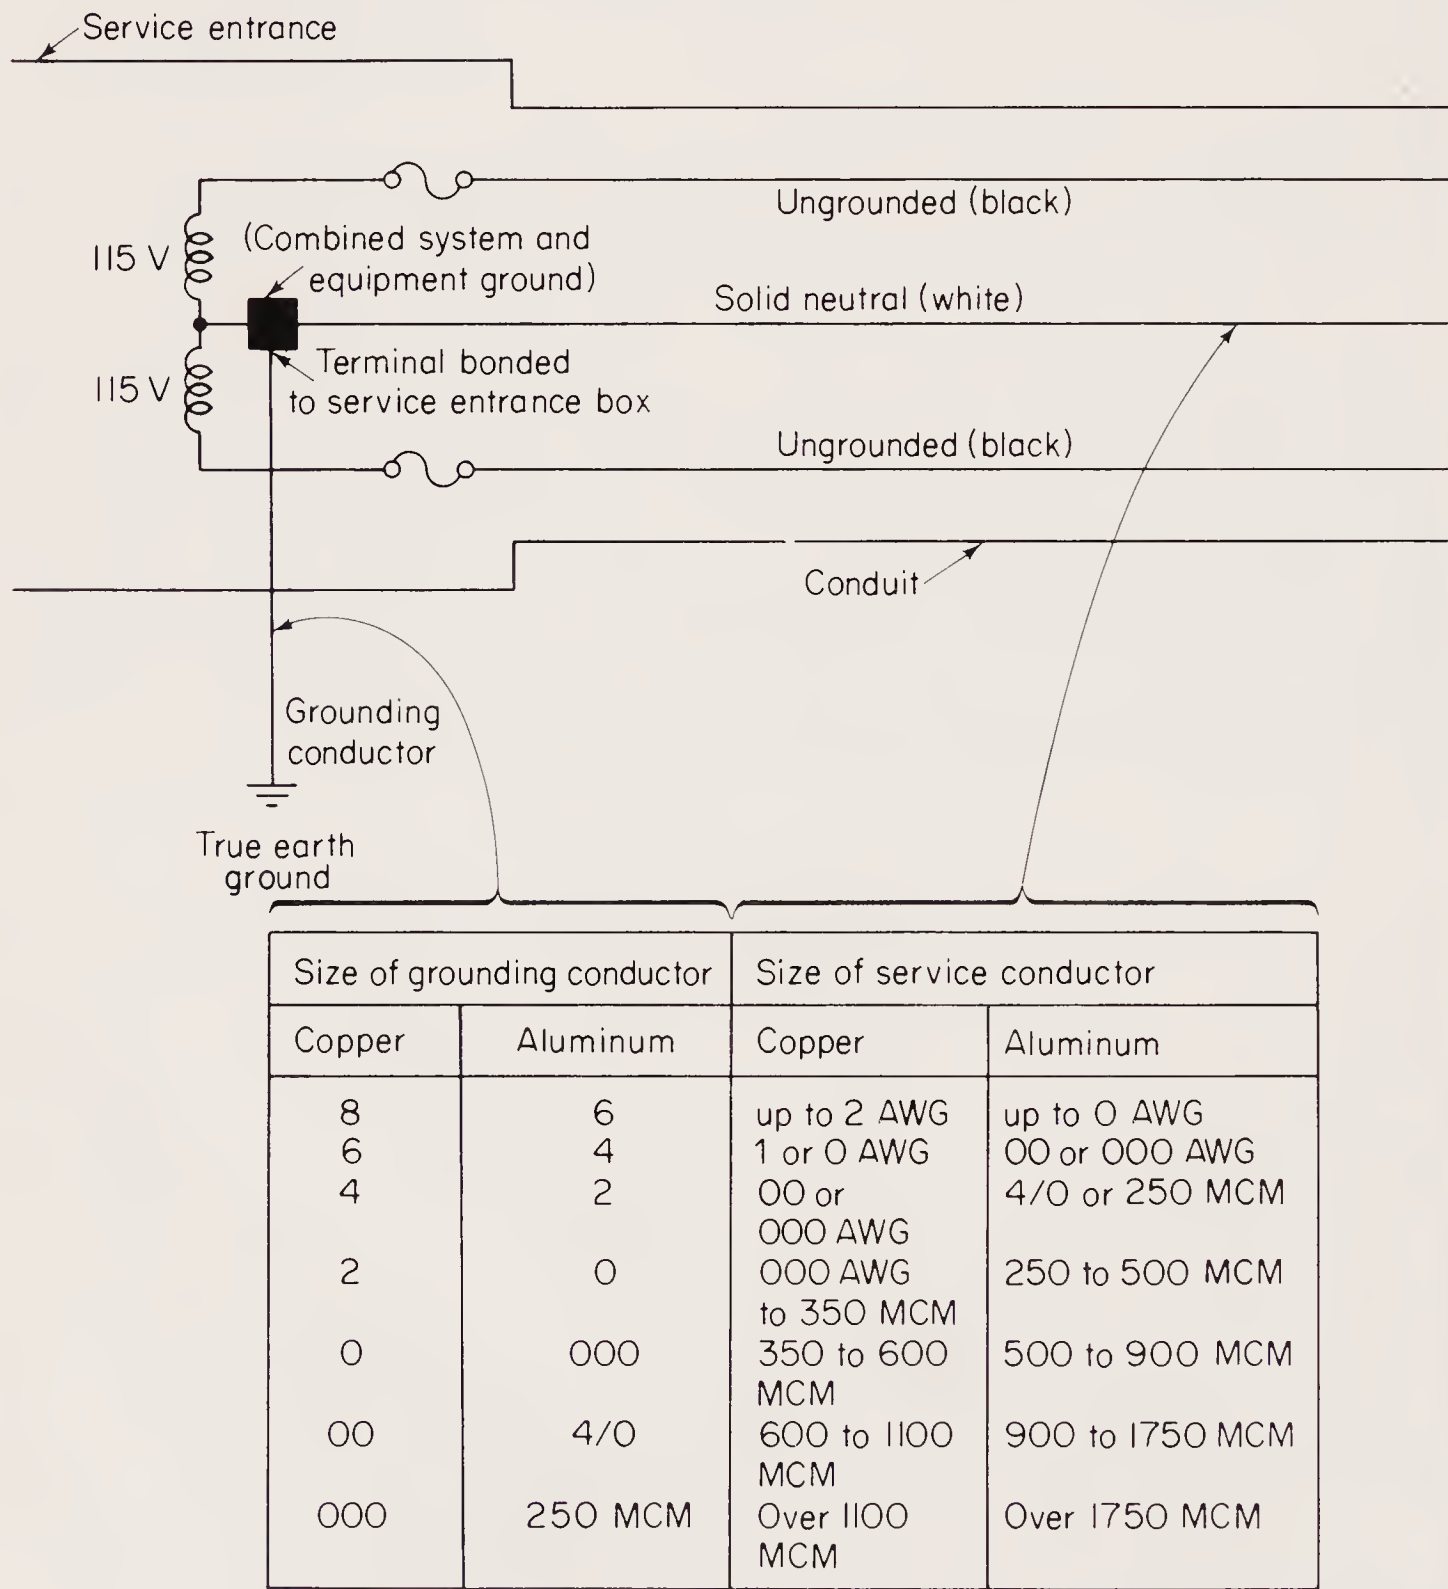 Service entrance
Ungrounded (black)
115 V
(Combined system and
equipment ground)
Solid neutral (white)
Terminal bonded
to service entrance box
115 V
Ungrounded (black)
Conduit
Grounding
conductor
True earth
ground
Size of grounding conductor Size of service conductor
Copper Aluminum Copper Aluminum
8 6 up to 2 AWG up to 0 AWG
6 4 1 or 0 AWG 00 or 000 AWG
4 2 00 or 4/0 or 250 MCM
000 AWG
2 0 000 AWG 250 to 500 MCM
to 350 MCM
0 000 350 to 600 500 to 900 MCM
MCM
00 4/0 600 to 1100 900 to 1750 MCM
MCM
000 250 MCM Over 1100 Over 1750 MCM
MCM